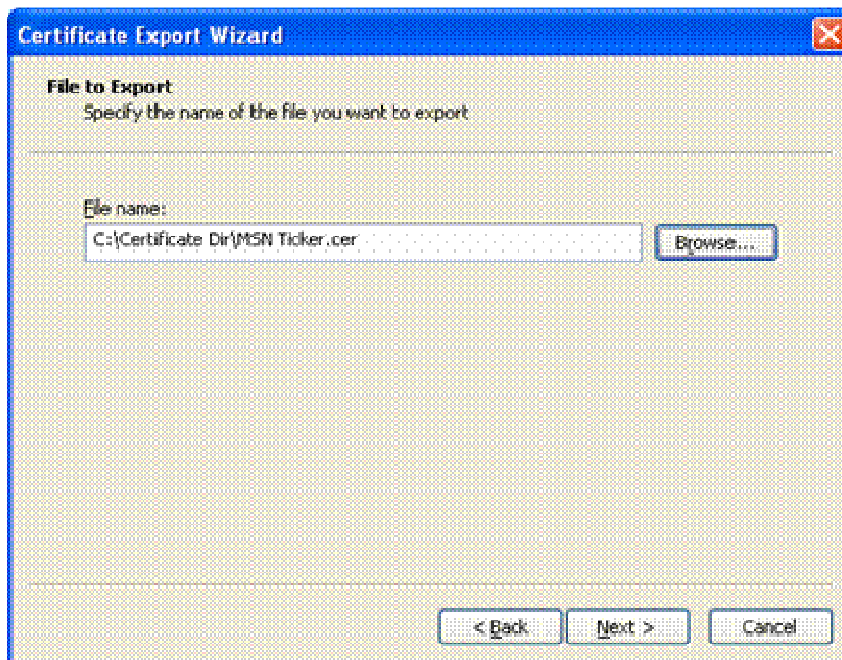 Certificate Export Wizard
File to Export
Specify the name of the file you want to export
File name:
C:\Certificate Dir\MSN Ticker.cer
Browse...
< Back
Next >
Cancel